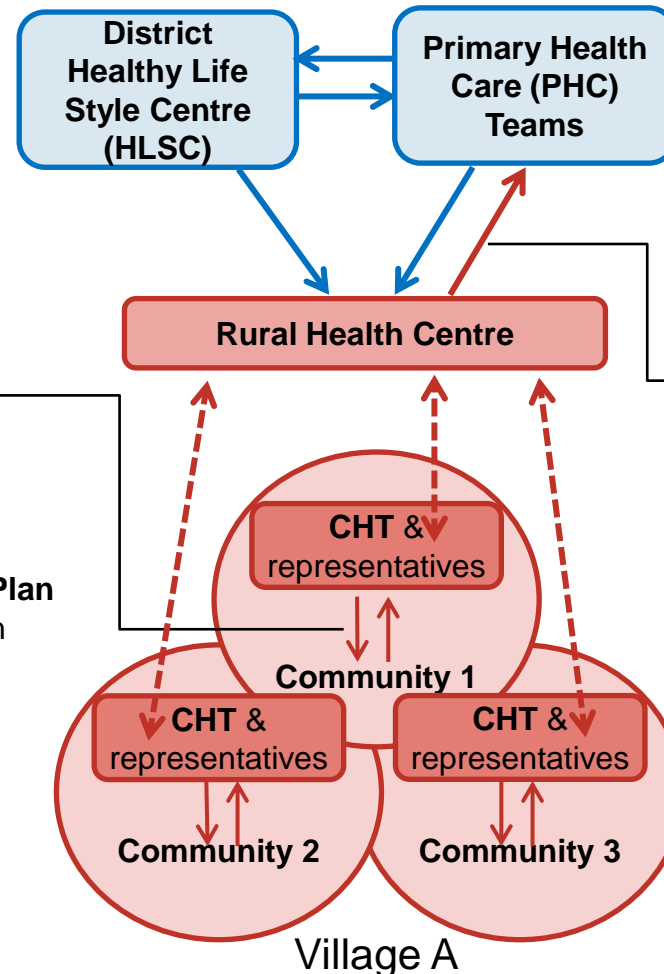 District
Healthy Life
Style Centre
(HLSC)
Primary Health
Care (PHC)
Teams
Rural Health Centre
CHT &
representatives
Community 1
Plan
CHT &
representatives
Community 2
CHT &
representatives
Community 3
Village A